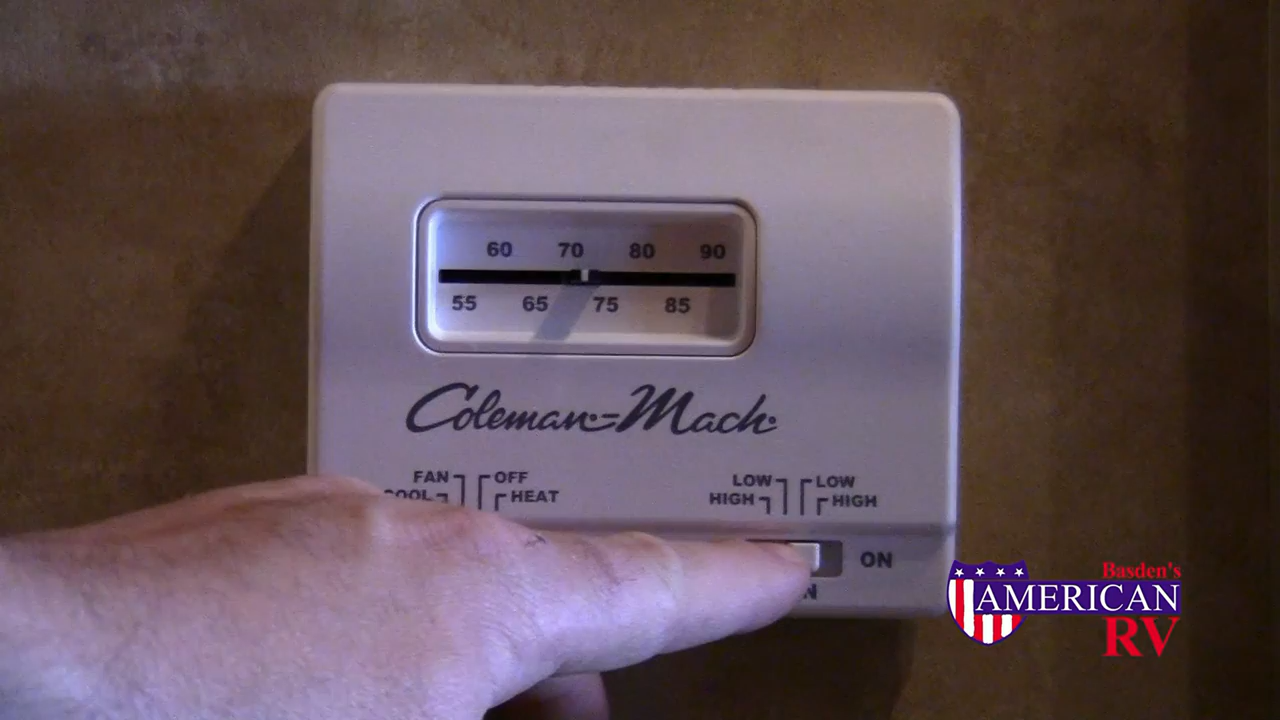 60 70 80 90
55 65 75 85
Coleman-Mach
FAN OFF LOW LOW
HEAT HIGH HIGH
ON
Basden's
AMERICAN
RV